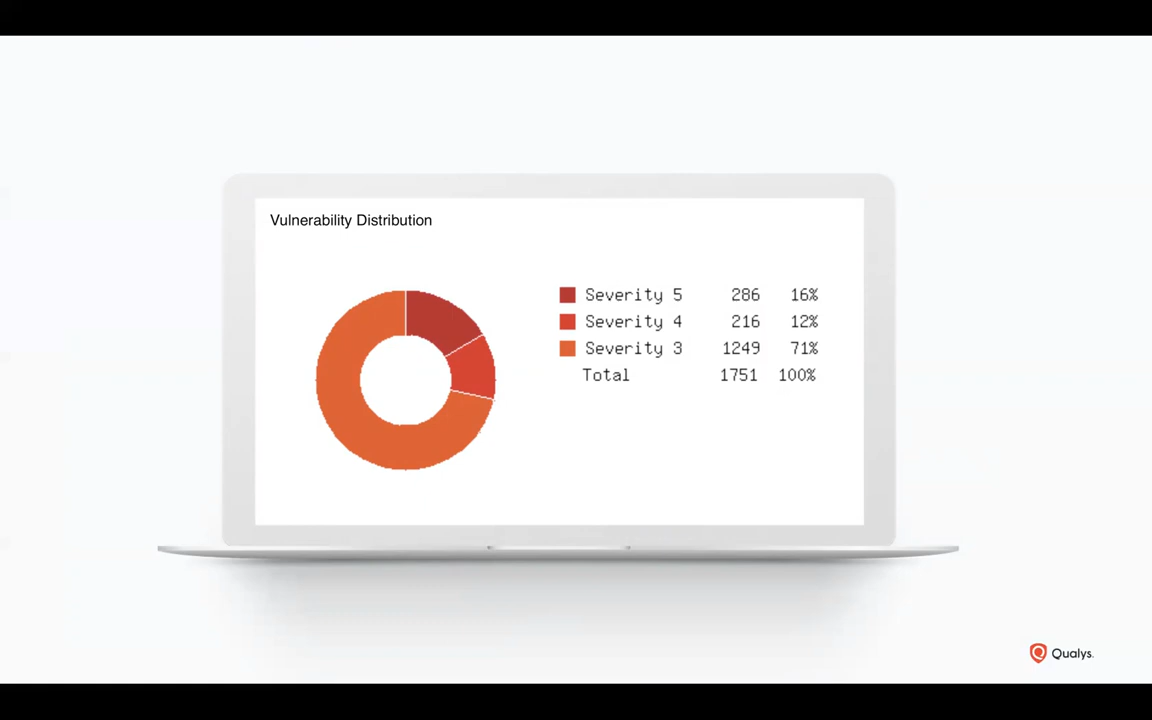 Vulnerability Distribution
Severity 5 286 16%
Severity 4 216 12%
Severity 3 1249 71%
Total 1751 100%
Qualys.